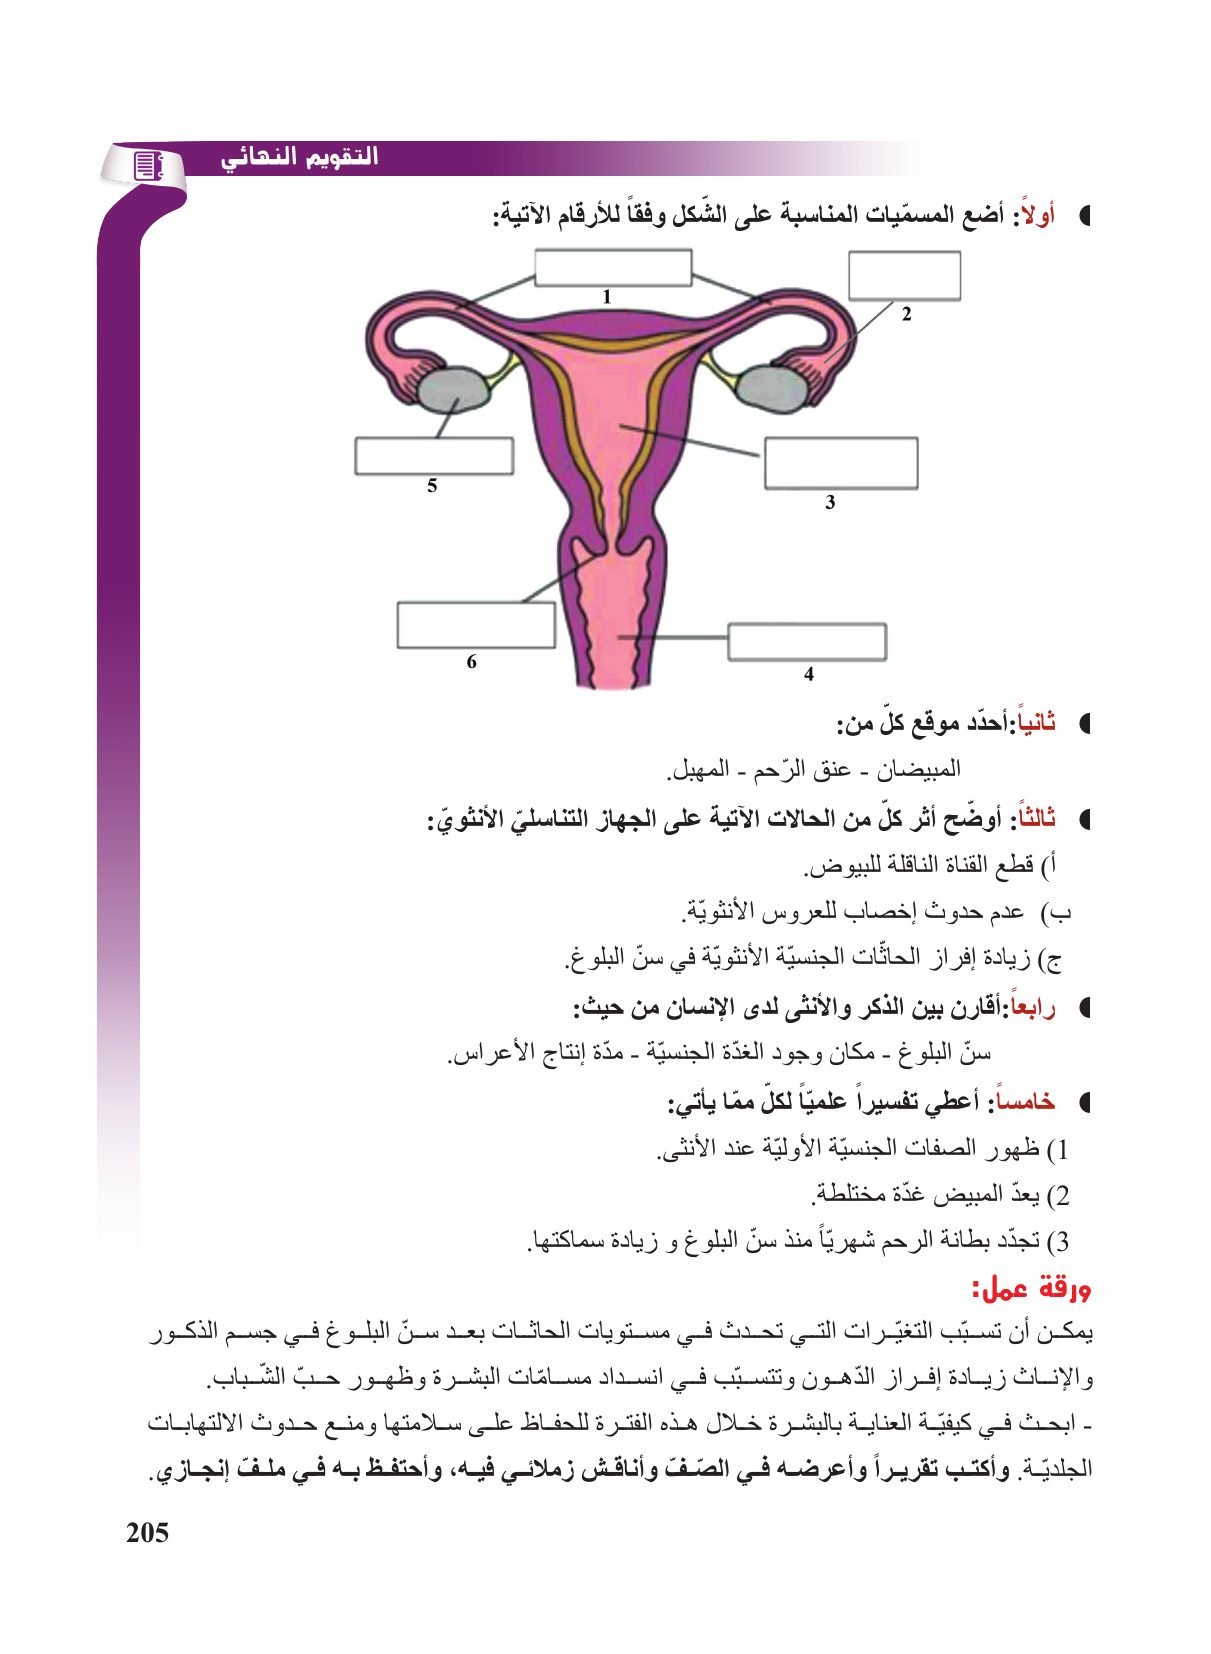 التقويم النهائي
أولاً: أضع المسمّيات المناسبة على الشّكل وفقاً للأرقام الآتية:
1
2
3
5
6
4
ثانياً:أحدّد موقع كلّ من:
المبيضان - عنق الرّحم - المهبل.
ثالثاً: أوضّح أثر كلّ من الحالات الآتية على الجهاز التناسليّ الأنثويّ:
أ) قطع القناة الناقلة للبيوض.
ب) عدم حدوث إخصاب للعروس الأنثويّة.
ج) زيادة إفراز الحاثّات الجنسيّة الأنثويّة في سنّ البلوغ.
رابعاً:أقارن بين الذكر والأنثى لدى الإنسان من حيث:
سنّ البلوغ - مكان وجود الغدّة الجنسيّة - مدّة إنتاج الأعراس.
خامساً: أعطي تفسيراً علميّاً لكلّ ممّا يأتي:
1) ظهور الصفات الجنسيّة الأوليّة عند الأنثى.
2) يعدّ المبيض غدّة مختلطة.
3) تجدّد بطانة الرحم شهريّاً منذ سنّ البلوغ و زيادة سماكتها.
ورقة عمل:
يمكن أن تسبّب التغيّرات التي تحدث في مستويات الحاثات بعد سنّ البلوغ في جسم الذكور
والإناث زيادة إفراز الدّهون وتتسبّب في انسداد مسامّات البشرة وظهور حبّ الشّباب.
- ابحث في كيفيّة العناية بالبشرة خلال هذه الفترة للحفاظ على سلامتها ومنع حدوث الالتهابات
الجلديّة. وأكتب تقريراً وأعرضه في الصّفّ وأناقش زملائي فيه، وأحتفظ به في ملفّ إنجازي.
205